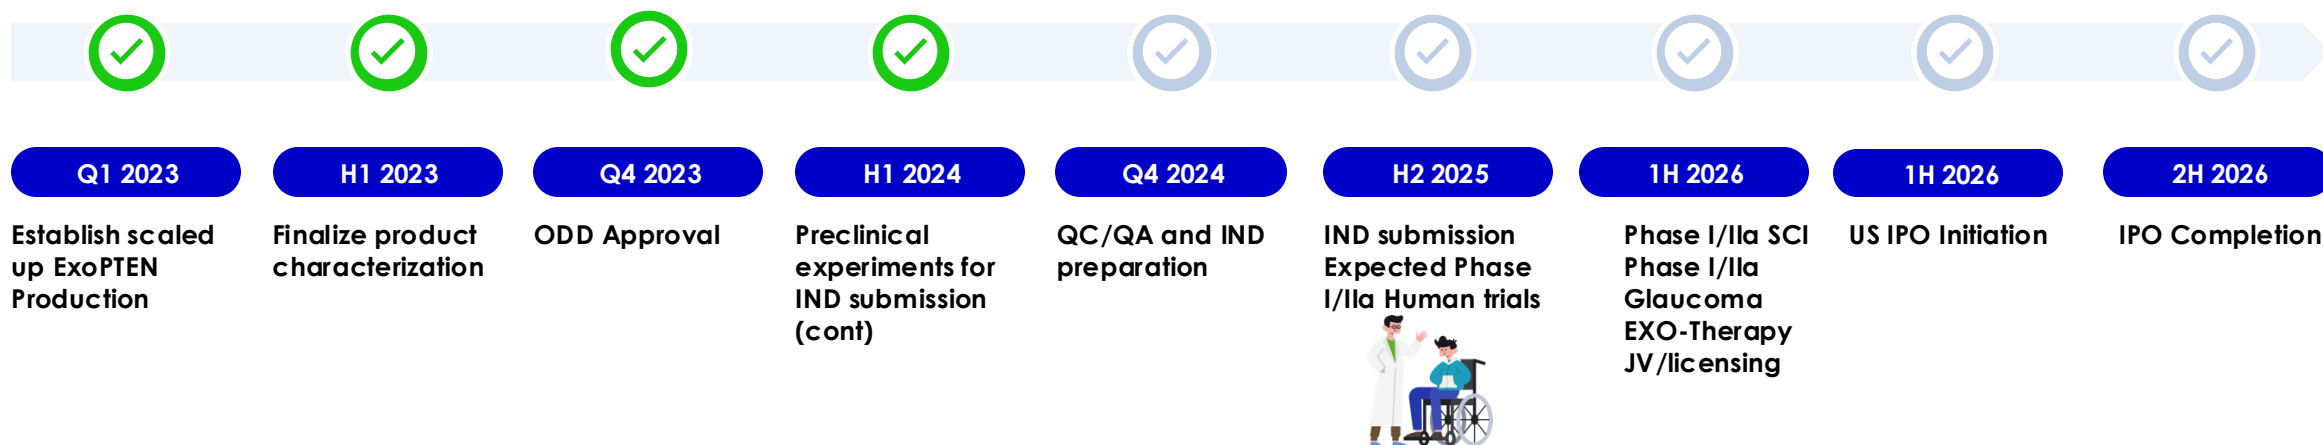 Q1 2023
Establish scaled
up ExoPTEN
Production
H1 2023
Finalize product
characterization
Q4 2023
ODD Approval
H1 2024
Preclinical
experiments for
IND submission
(cont)
Q4 2024
QC/QA and IND
preparation
H2 2025
IND submission
Expected Phase
I/IIa Human trials
1H 2026
Phase I/IIa SCI
Phase I/IIa
Glaucoma
EXO-Therapy
JV/licensing
1H 2026
US IPO Initiation
2H 2026
IPO Completion